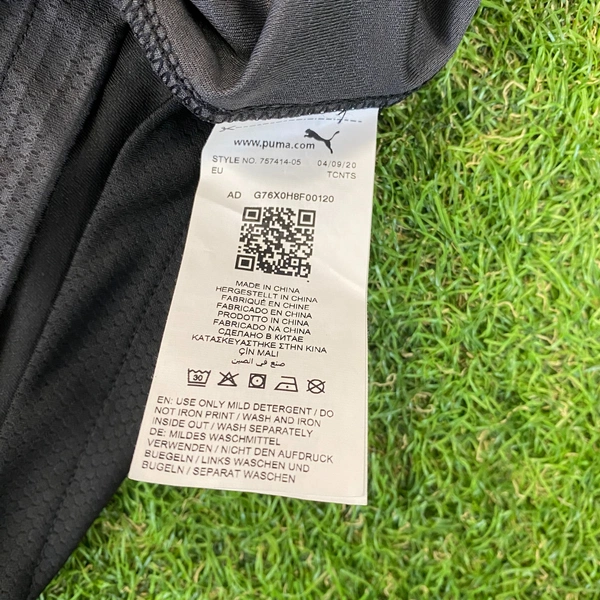 www.puma.com
STYLE NO. 757414-05 04/09/20
EU TCNTS
AD G76X0H8F00120
MADE IN CHINA
HERGESTELLT IN CHINA
FABRIQUÉ EN CHINE
FABRICADO EN CHINA
PRODOTTO IN CHINA
FABRICADO NA CHINA
СДЕЛАНО В КИТАЕ
ΚΑΤΑΣΚΕΥΑΣΤΗΚΕ ΣΤΗΝ ΚΙΝΑ
ÇİN MALI
صنع في الصين
30
EN: USE ONLY MILD DETERGENT / DO
NOT IRON PRINT / WASH AND IRON
INSIDE OUT / WASH SEPARATELY
DE: MILDES WASCHMITTEL
VERWENDEN / NICHT DEN AUFDRUCK
BUEGELN / LINKS WASCHEN UND
BUGELN / SEPARAT WASCHEN